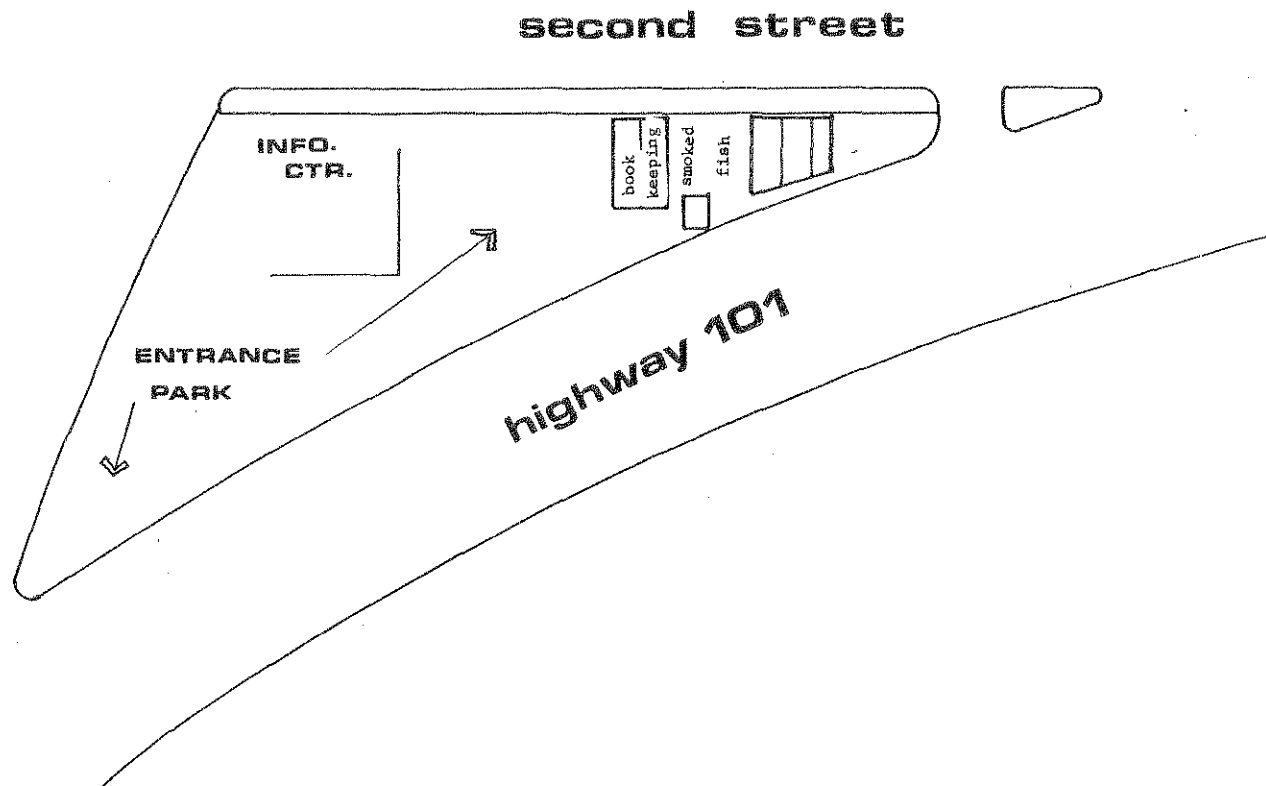 second street
INFO.
CTR.
book
keeping
smoked
fish
ENTRANCE
PARK
highway 101